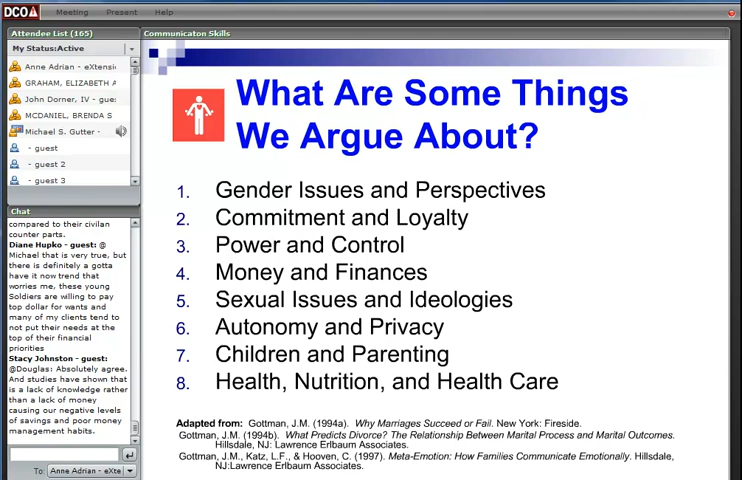 DCO Meeting Present Help
Attendee List (165)
My Status:Active
Anne Adrian - eXtensi
GRAHAM, ELIZABETH A
John Dorner, IV - gue
MCDANIEL, BRENDA S
Michael S. Gutter -
- guest
- guest 2
- guest 3
Chat
compared to their civilan
counter parts.
Diane Hupko - guest: @
Michael that is very true, but
there is definitely a gotta
have it now trend that
worries me, these young
Soldiers are willing to pay
top dollar for wants and
many of my clients tend to
not put their needs at the
top of their financial
priorities
Stacy Johnston - guest:
@Douglas: Absolutely agree.
And studies have shown that
is a lack of knowledge rather
than a lack of money
causing our negative levels
of savings and poor money
management habits.
To: Anne Adrian - eXte
Communicaton Skills
What Are Some Things
We Argue About?
1. Gender Issues and Perspectives
2. Commitment and Loyalty
3. Power and Control
4. Money and Finances
5. Sexual Issues and Ideologies
6. Autonomy and Privacy
7. Children and Parenting
8. Health, Nutrition, and Health Care
Adapted from: Gottman, J.M. (1994a). Why Marriages Succeed or Fail. New York: Fireside.
Gottman, J.M. (1994b). What Predicts Divorce? The Relationship Between Marital Process and Marital Outcomes.
Hillsdale, NJ: Lawrence Erlbaum Associates.
Gottman, J.M., Katz, L.F., & Hooven, C. (1997). Meta-Emotion: How Families Communicate Emotionally. Hillsdale,
NJ:Lawrence Erlbaum Associates.